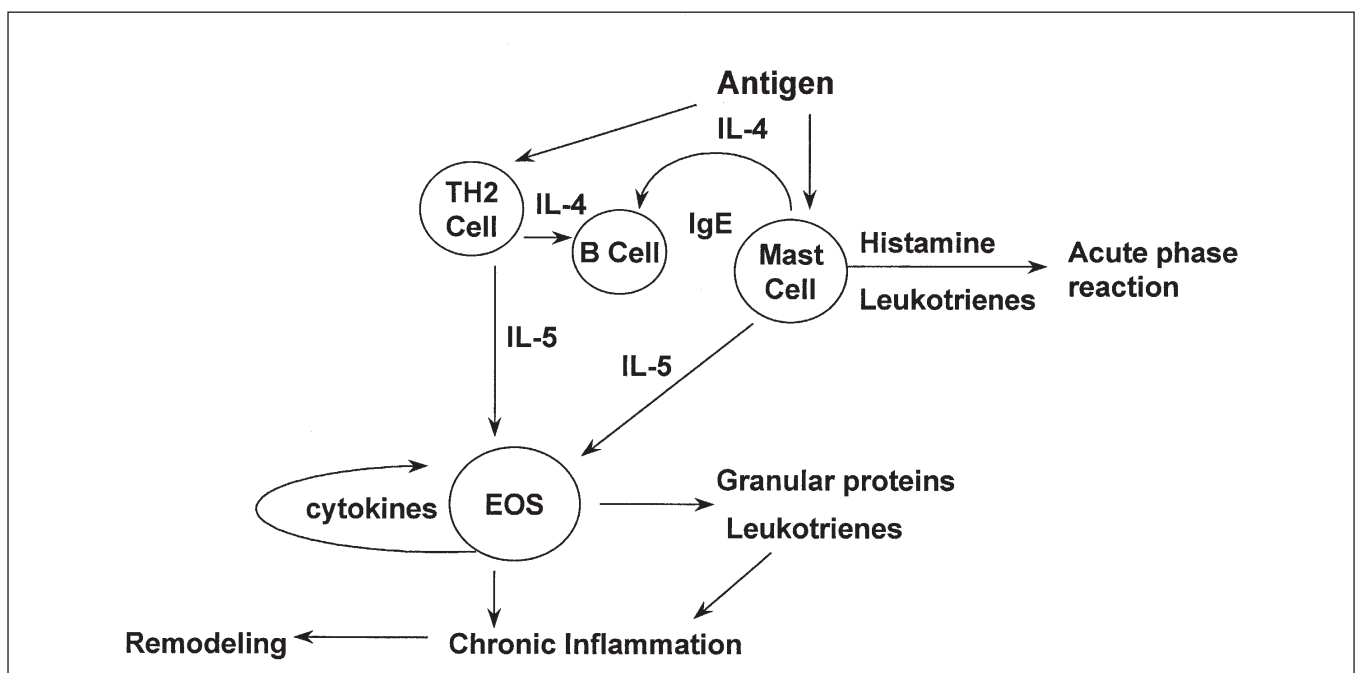 Antigen
IL-4
TH2
Cell
IL-4
B Cell
IgE
Mast
Cell
Histamine
Leukotrienes
Acute phase
reaction
IL-5
IL-5
cytokines
EOS
Granular proteins
Leukotrienes
Remodeling
Chronic Inflammation